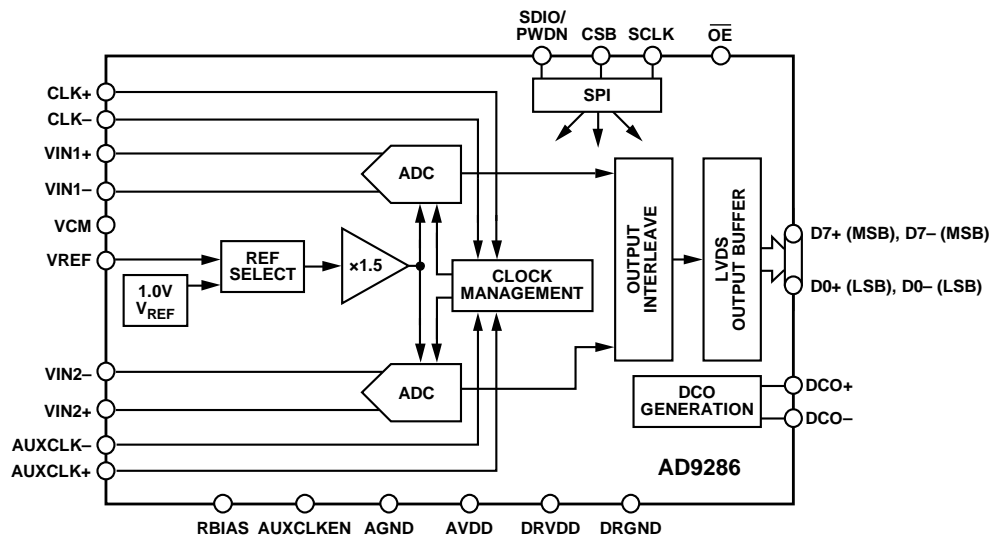 SDIO/
PWDN
CSB
SCLK
OE
SPI
CLK+
CLK–
VIN1+
VIN1–
VCM
VREF
ADC
REF
SELECT
×1.5
1.0V
VREF
CLOCK
MANAGEMENT
OUTPUT
INTERLEAVE
LVDS
OUTPUT BUFFER
D7+ (MSB), D7– (MSB)
D0+ (LSB), D0– (LSB)
VIN2–
VIN2+
ADC
AUXCLK–
AUXCLK+
DCO
GENERATION
DCO+
DCO–
AD9286
RBIAS
AUXCLKEN
AGND
AVDD
DRVDD
DRGND